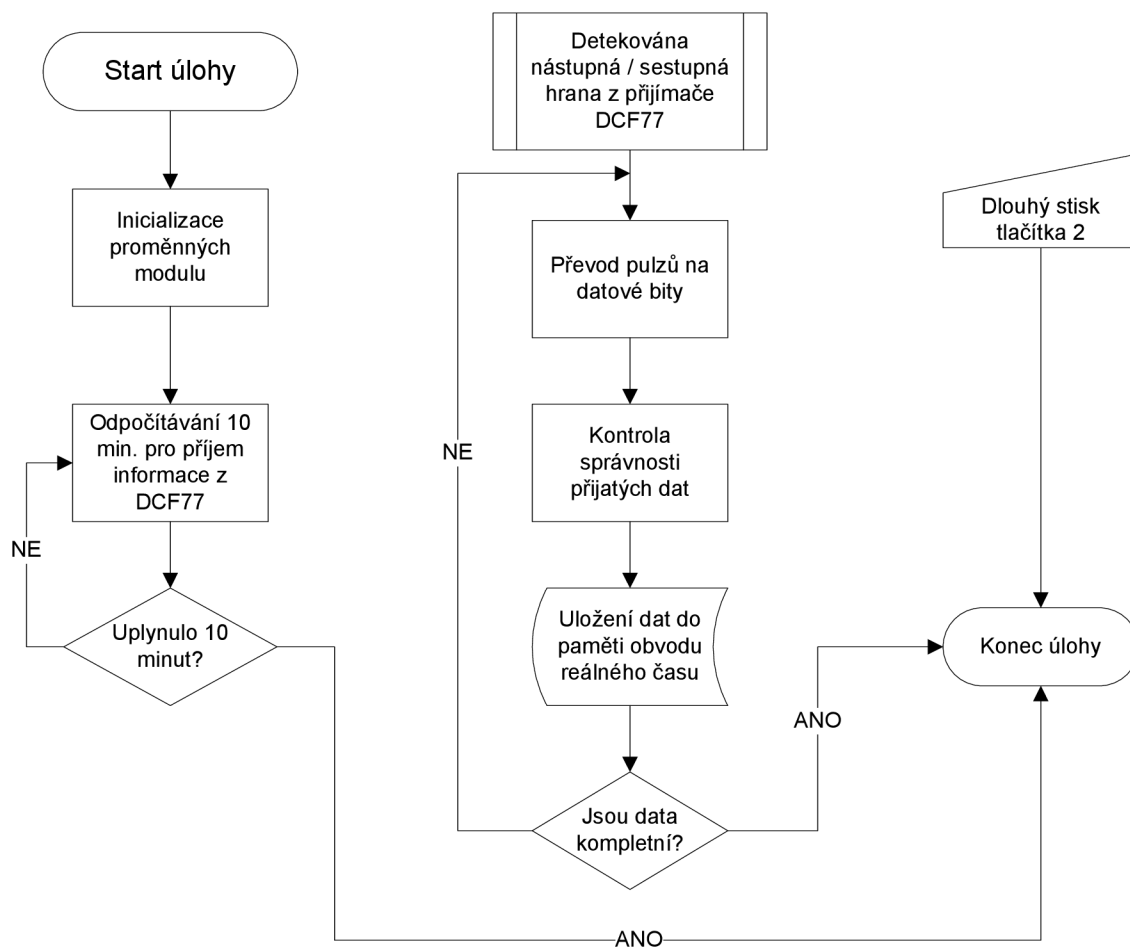 Start úlohy
Inicializace
proměnných
modulu
Odpočítávání 10
min. pro příjem
informace z
DCF77
NE
Uplynulo 10
minut?
Detekována
nástupná / sestupná
hrana z přijímače
DCF77
Převod pulzů na
datové bity
NE
Kontrola
správnosti
přijatých dat
Uložení dat do
paměti obvodu
reálného času
ANO
Jsou data
kompletní?
Dlouhý stisk
tlačítka 2
Konec úlohy
ANO